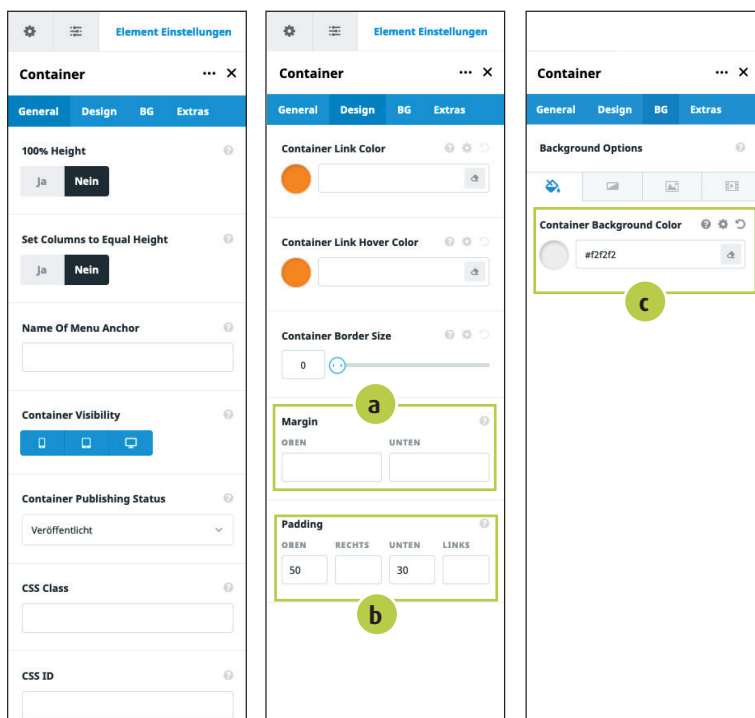 Element Einstellungen
Container
General Design BG Extras
100% Height
Ja Nein
Set Columns to Equal Height
Ja Nein
Name Of Menu Anchor
Container Visibility
Container Publishing Status
Veröffentlicht
CSS Class
CSS ID
Element Einstellungen
Container
General Design BG Extras
Container Link Color
Container Link Hover Color
Container Border Size
0
a
Margin
OBEN UNTEN
Padding
OBEN RECHTS UNTEN LINKS
50 30
b
Container
General Design BG Extras
Background Options
Container Background Color
#f2f2f2
c